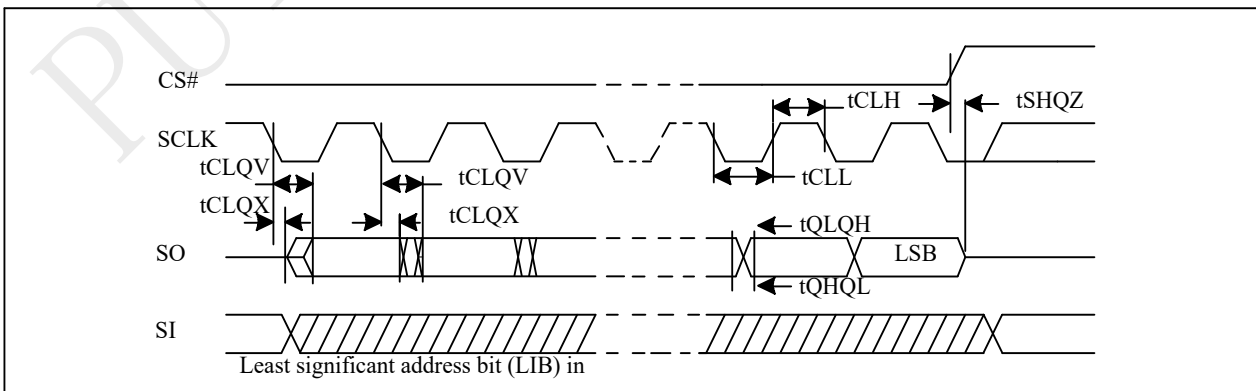 PU
CS#
tCLH
tSHQZ
SCLK
tCLQV
tCLQV
tCLL
tCLQX
tCLQX
tQLQH
SO
LSB
tQHQL
SI
Least significant address bit (LIB) in